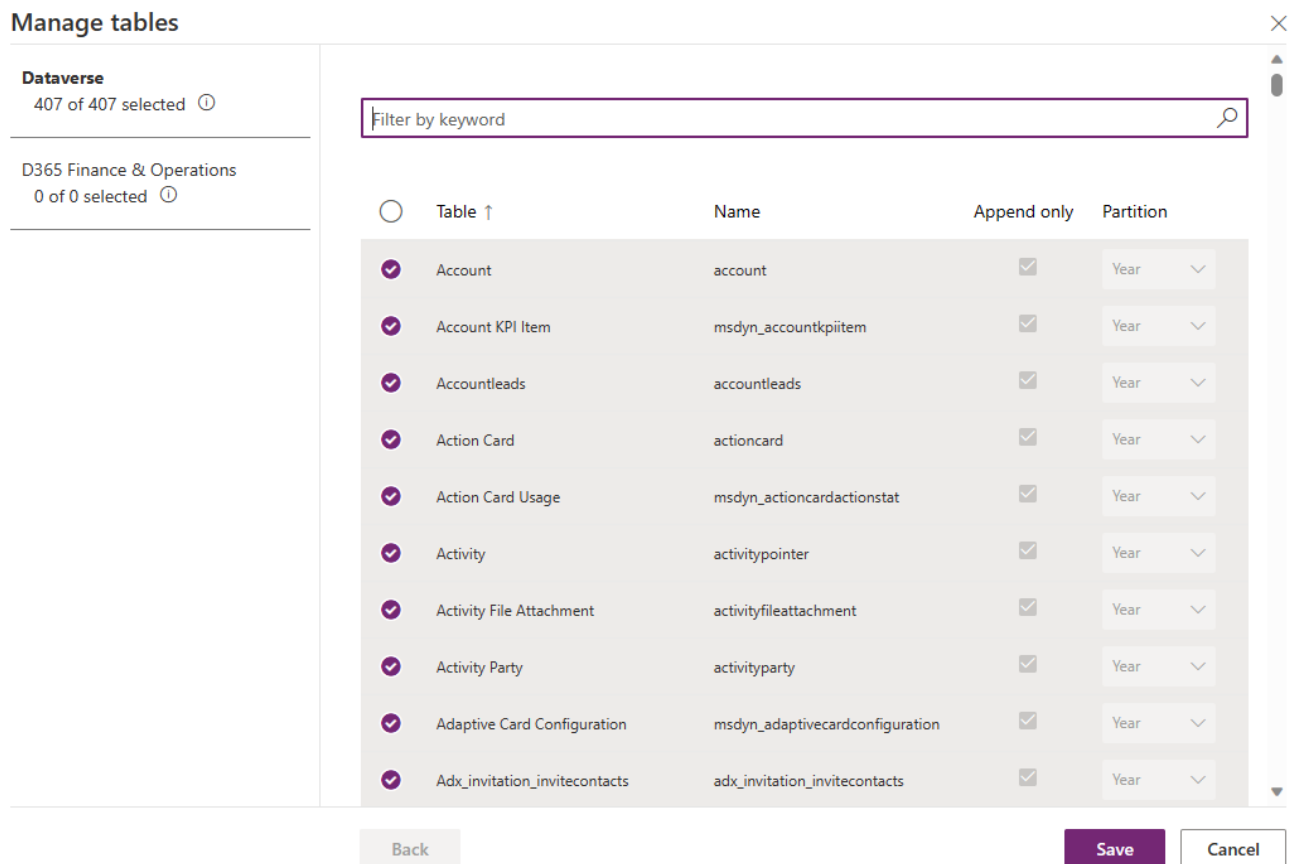 Manage tables
Dataverse
407 of 407 selected
D365 Finance & Operations
0 of 0 selected
Filter by keyword
Table ↑ Name Append only Partition
Account account Year
Account KPI Item msdyn_accountkpiitem Year
Accountleads accountleads Year
Action Card actioncard Year
Action Card Usage msdyn_actioncardactionstat Year
Activity activitypointer Year
Activity File Attachment activityfileattachment Year
Activity Party activityparty Year
Adaptive Card Configuration msdyn_adaptivecardconfiguration Year
Adx_invitation_invitecontacts adx_invitation_invitecontacts Year
Back Save Cancel